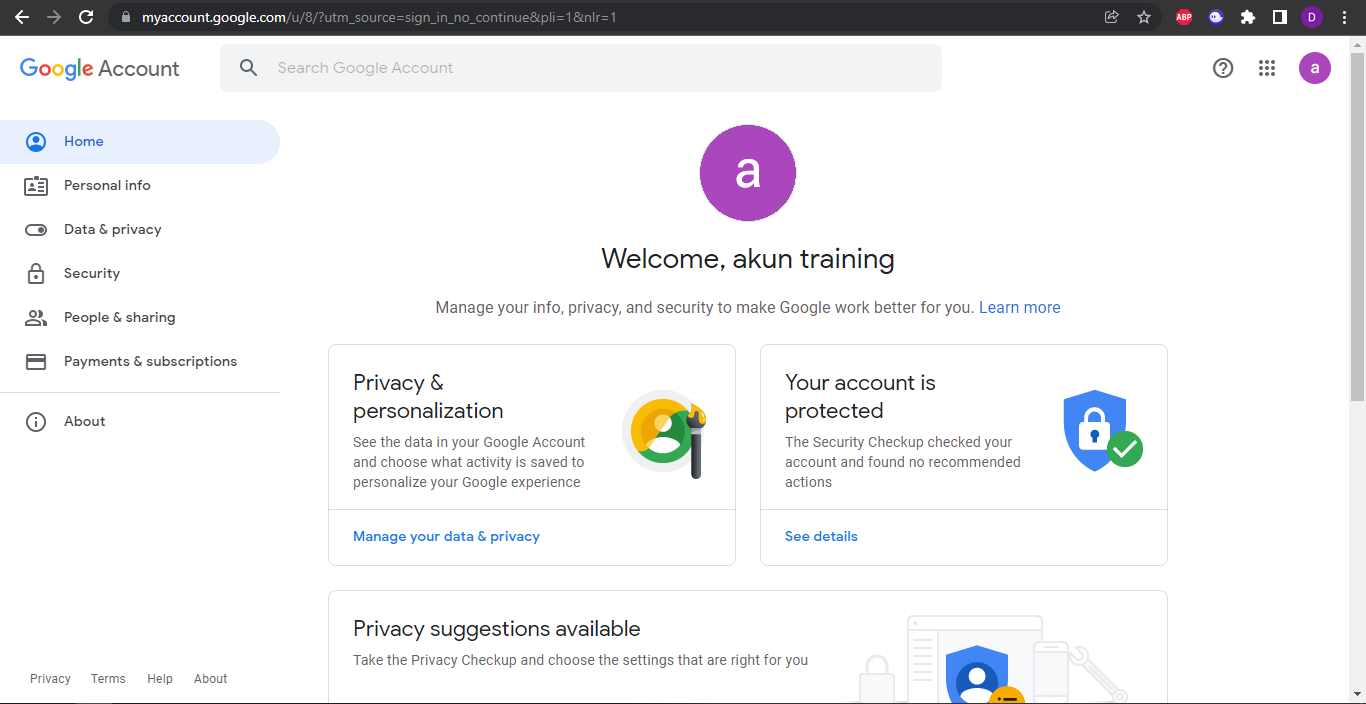 myaccount.google.com/u/8/?utm_source=sign_in_no_continue&pli=1&nlr=1
ABP
D
Google Account
Search Google Account
a
Home
Personal info
Data & privacy
Security
People & sharing
Payments & subscriptions
About
a
Welcome, akun training
Manage your info, privacy, and security to make Google work better for you. Learn more
Privacy &
personalization
See the data in your Google Account
and choose what activity is saved to
personalize your Google experience
Manage your data & privacy
Your account is
protected
The Security Checkup checked your
account and found no recommended
actions
See details
Privacy suggestions available
Take the Privacy Checkup and choose the settings that are right for you
Privacy Terms Help About